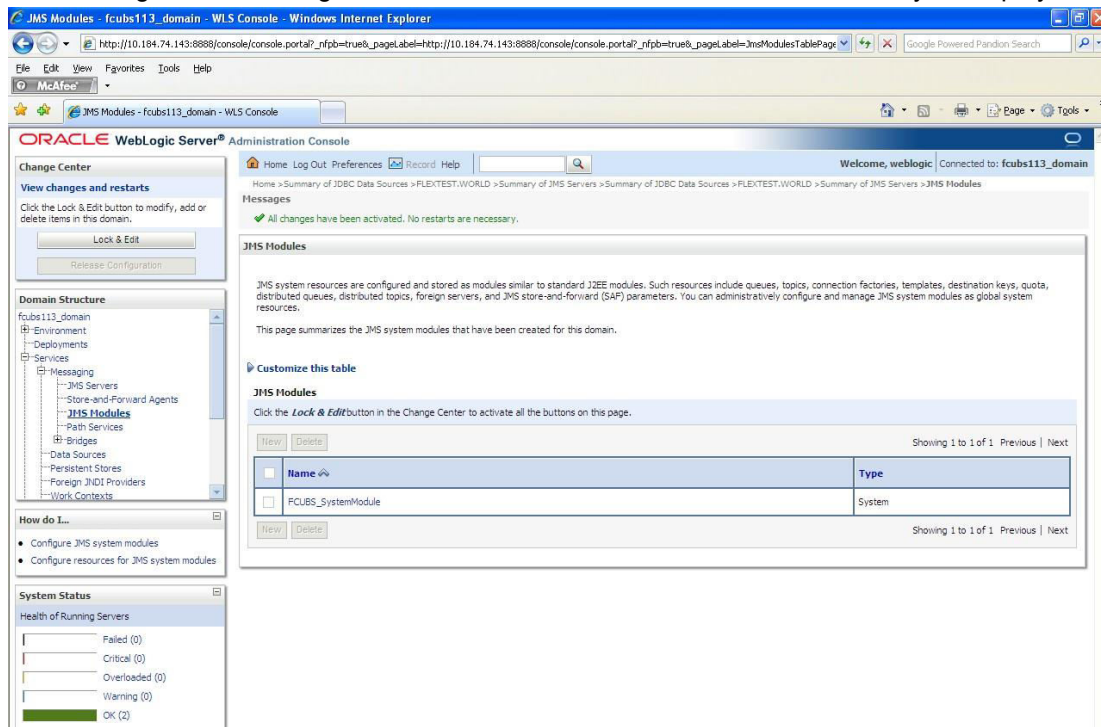 JMS Modules - fcubs113_domain - WLS Console - Windows Internet Explorer
http://10.184.74.143:8888/console/console.portal?_nfpb=true&_pageLabel=http://10.184.74.143:8888/console/console.portal?_nfpb=true&_pageLabel=JmsModulesTablePage
Google Powered Pandion Search
File Edit View Favorites Tools Help
McAfee
JMS Modules - fcubs113_domain - WLS Console
Page Tools
ORACLE WebLogic Server® Administration Console
Change Center
View changes and restarts
Click the Lock & Edit button to modify, add or
delete items in this domain.
Lock & Edit
Release Configuration
Domain Structure
fcubs113_domain
Environment
Deployments
Services
Messaging
JMS Servers
Store-and-Forward Agents
JMS Modules
Path Services
Bridges
Data Sources
Persistent Stores
Foreign JNDI Providers
Work Contexts
How do I...
Configure JMS system modules
Configure resources for JMS system modules
System Status
Health of Running Servers
Failed (0)
Critical (0)
Overloaded (0)
Warning (0)
OK (2)
Home Log Out Preferences Record Help
Welcome, weblogic Connected to: fcubs113_domain
Home >Summary of JDBC Data Sources >FLEXTEST.WORLD >Summary of JMS Servers >Summary of JDBC Data Sources >FLEXTEST.WORLD >Summary of JMS Servers >JMS Modules
Messages
All changes have been activated. No restarts are necessary.
JMS Modules
JMS system resources are configured and stored as modules similar to standard J2EE modules. Such resources include queues, topics, connection factories, templates, destination keys, quota,
distributed queues, distributed topics, foreign servers, and JMS store-and-forward (SAF) parameters. You can administratively configure and manage JMS system modules as global system
resources.
This page summarizes the JMS system modules that have been created for this domain.
Customize this table
JMS Modules
Click the Lock & Edit button in the Change Center to activate all the buttons on this page.
New Delete Showing 1 to 1 of 1 Previous | Next
Name Type
FCUBS_SystemModule System
New Delete Showing 1 to 1 of 1 Previous | Next